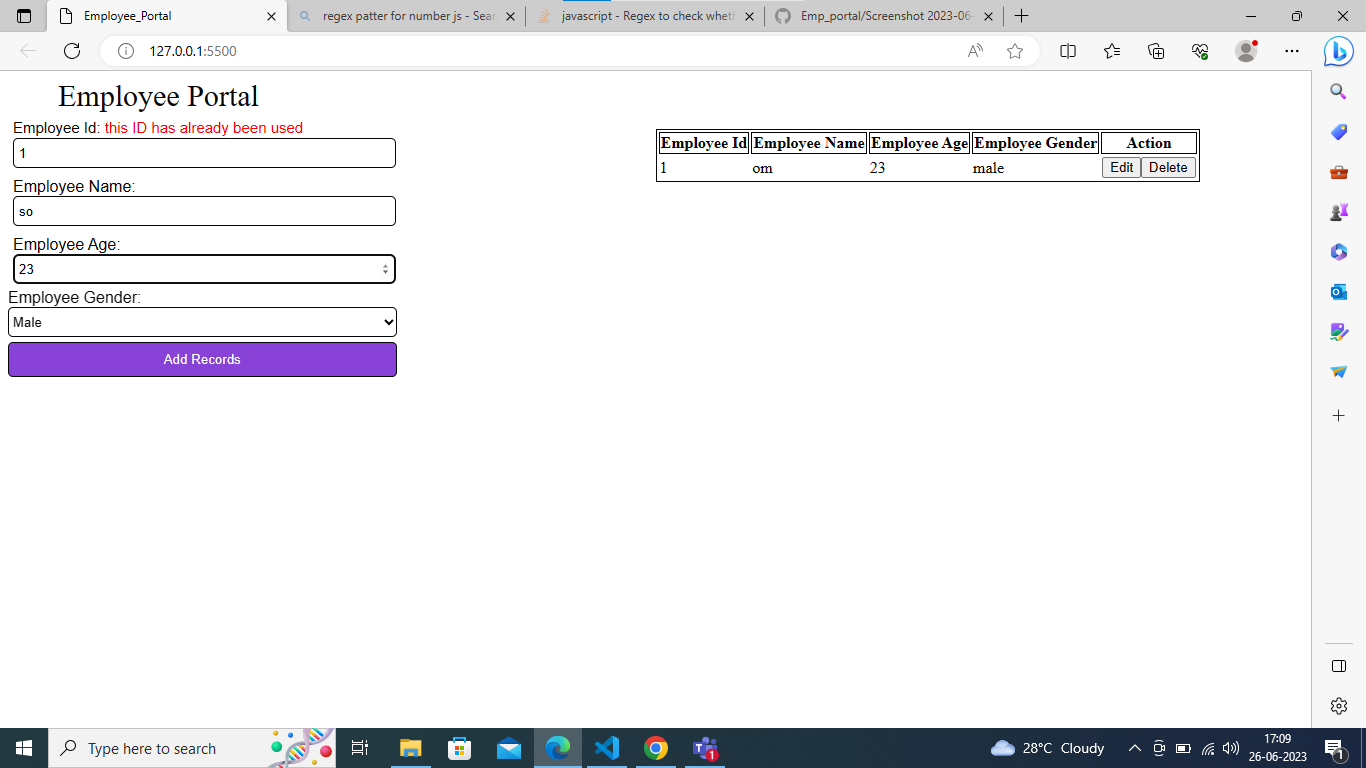 Employee_Portal
regex patter for number js - Sear
javascript - Regex to check wheth
Emp_portal/Screenshot 2023-06-
127.0.0.1:5500
Employee Portal
Employee Id: this ID has already been used
1
Employee Name:
so
Employee Age:
23
Employee Gender:
Male
Add Records
Employee Id Employee Name Employee Age Employee Gender Action
1 om 23 male Edit Delete
Type here to search
28°C Cloudy
17:09
26-06-2023
1
1